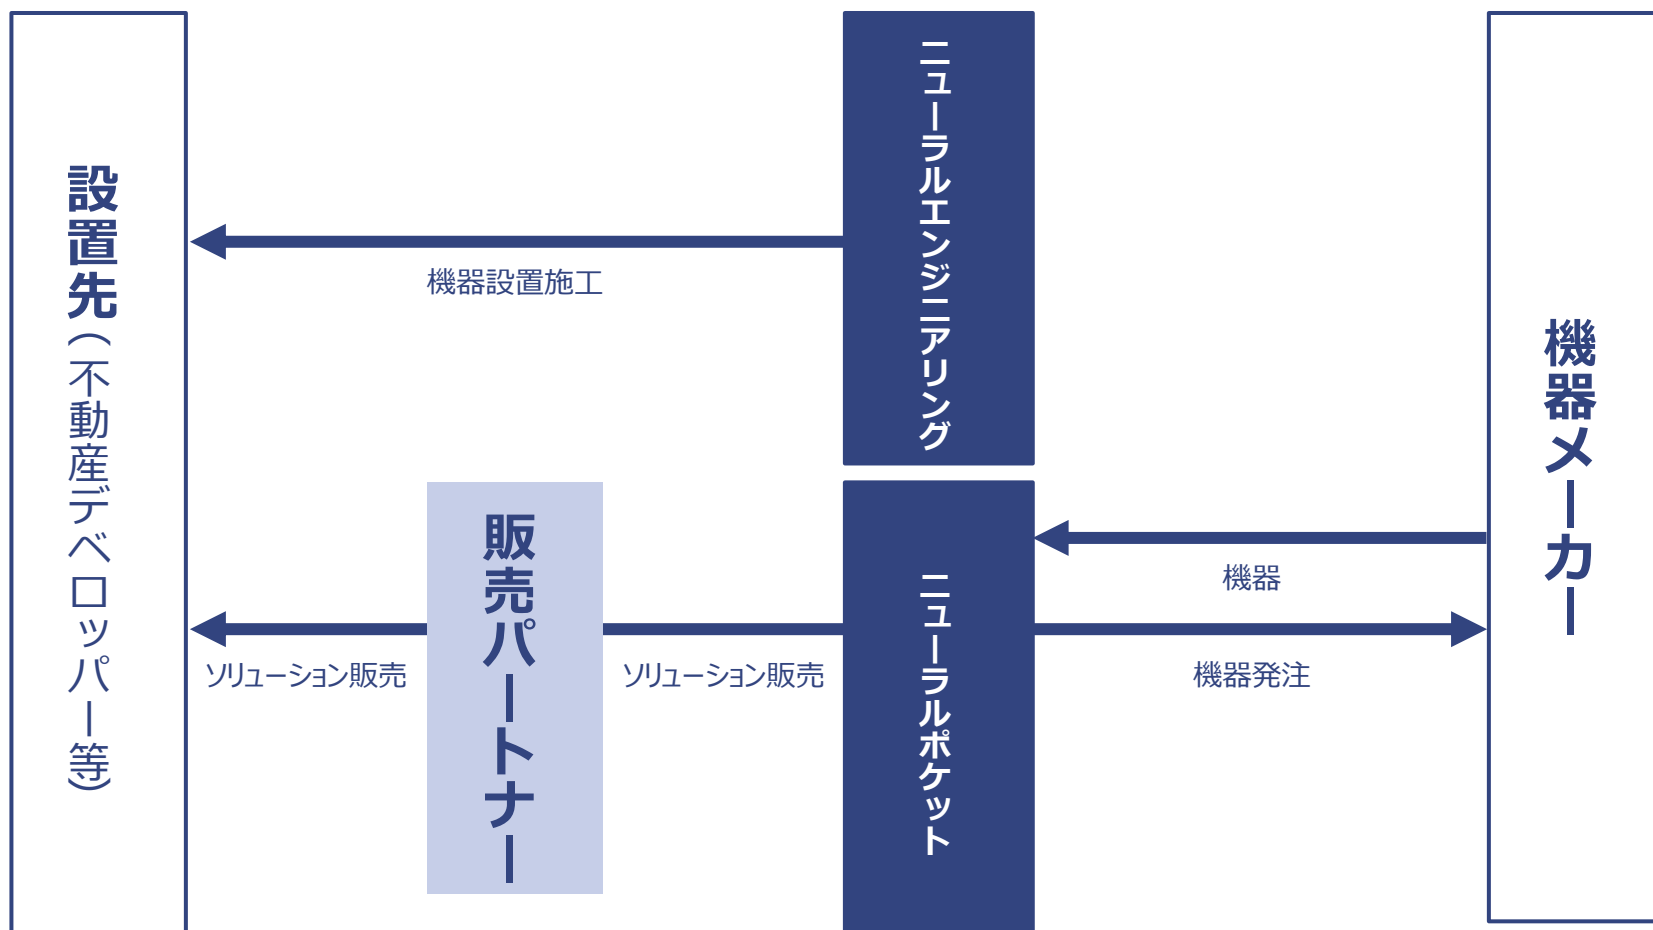 設置先（不動産デベロッパー等）
機器設置施工
ソリューション販売
販売パートナー
ソリューション販売
ニューラルエンジニアリング
ニューラルポケット
機器
機器発注
機器メーカー